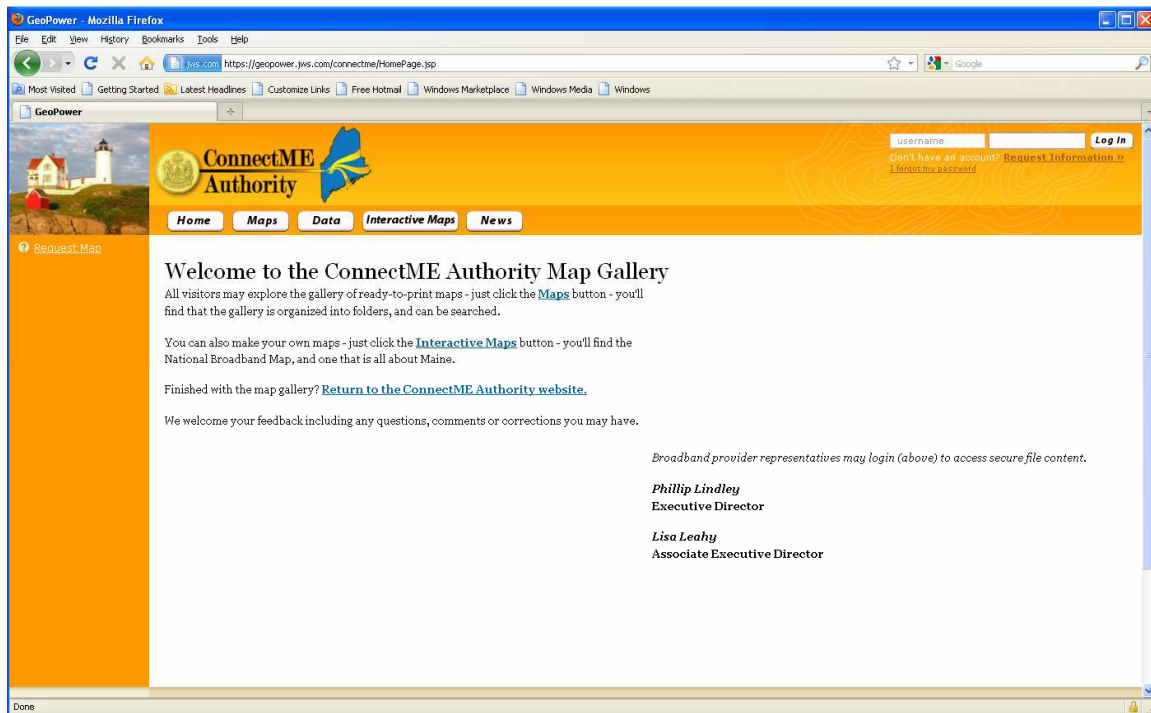 GeoPower - Mozilla Firefox
File Edit View History Bookmarks Tools Help
jws.com https://geopower.jws.com/connectme/HomePage.jsp
Google
Most Visited Getting Started Latest Headlines Customize Links Free Hotmail Windows Marketplace Windows Media Windows
GeoPower
ConnectME
Authority
username
Log In
Don't have an account? Request Information »
I forgot my password
Home Maps Data Interactive Maps News
Request Map
Welcome to the ConnectME Authority Map Gallery
All visitors may explore the gallery of ready-to-print maps - just click the Maps button - you'll
find that the gallery is organized into folders, and can be searched.
You can also make your own maps - just click the Interactive Maps button - you'll find the
National Broadband Map, and one that is all about Maine.
Finished with the map gallery? Return to the ConnectME Authority website.
We welcome your feedback including any questions, comments or corrections you may have.
Broadband provider representatives may login (above) to access secure file content.
Phillip Lindley
Executive Director
Lisa Leahy
Associate Executive Director
Done